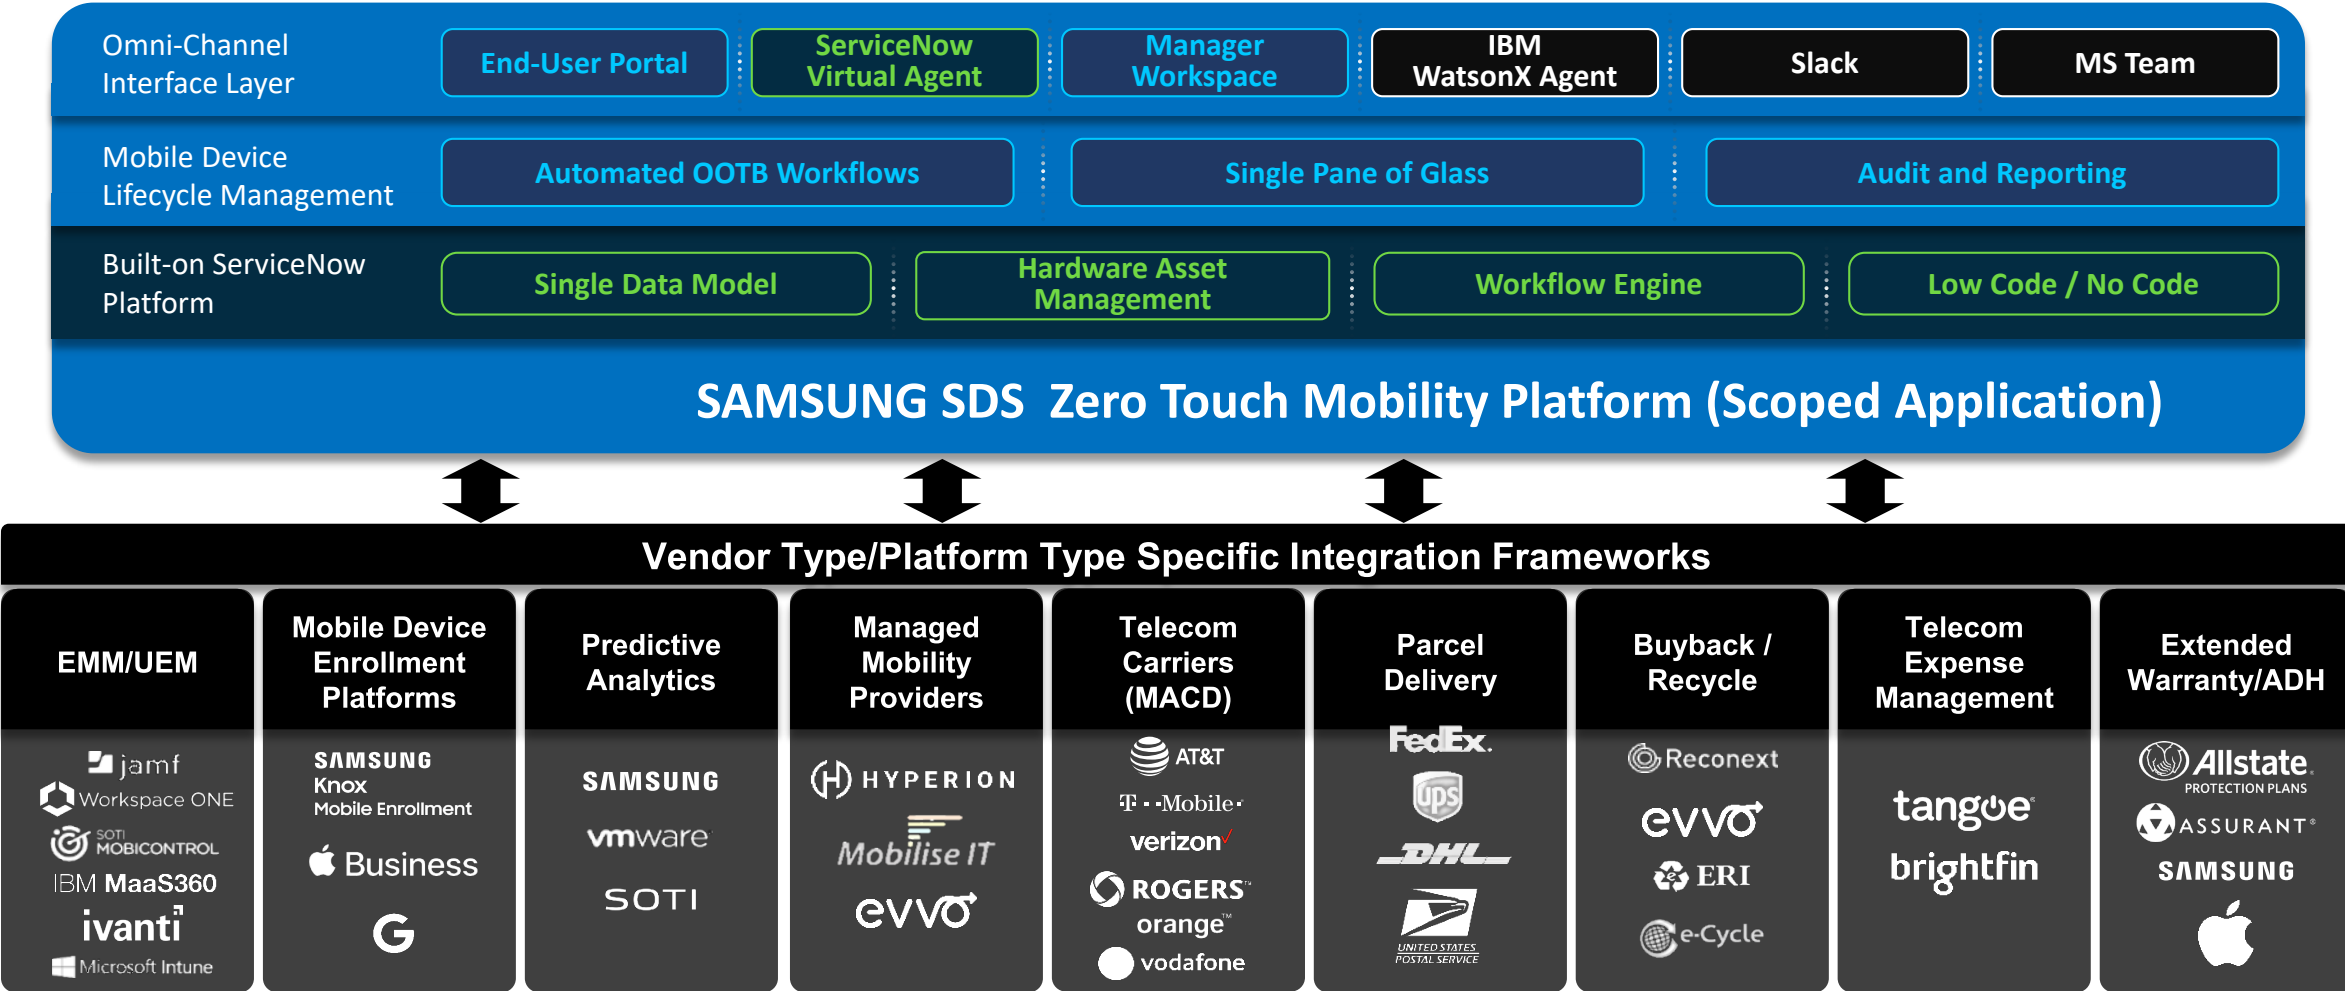 Omni-Channel
Interface Layer
End-User Portal
ServiceNow
Virtual Agent
Manager
Workspace
IBM
WatsonX Agent
Slack
MS Team
Mobile Device
Lifecycle Management
Automated OOTB Workflows
Single Pane of Glass
Audit and Reporting
Built-on ServiceNow
Platform
Single Data Model
Hardware Asset
Management
Workflow Engine
Low Code / No Code
SAMSUNG SDS Zero Touch Mobility Platform (Scoped Application)
Vendor Type/Platform Type Specific Integration Frameworks
EMM/UEM
jamf
Workspace ONE
SOTI
MOBICONTROL
IBM MaaS360
ivanti
Microsoft Intune
Mobile Device
Enrollment
Platforms
SAMSUNG
Knox
Mobile Enrollment
Business
G
Predictive
Analytics
SAMSUNG
vmware
SOTI
Managed
Mobility
Providers
HYPERION
Mobilise IT
evvo
Telecom
Carriers
(MACD)
AT&T
T··Mobile·
verizon✓
ROGERS™
orange™
vodafone
Parcel
Delivery
FedEx.
ups
DHL
UNITED STATES
POSTAL SERVICE
Buyback /
Recycle
Reconext
evvo
ERI
e-Cycle
Telecom
Expense
Management
tangoe®
brightfin
Extended
Warranty/ADH
Allstate®
PROTECTION PLANS
ASSURANT®
SAMSUNG